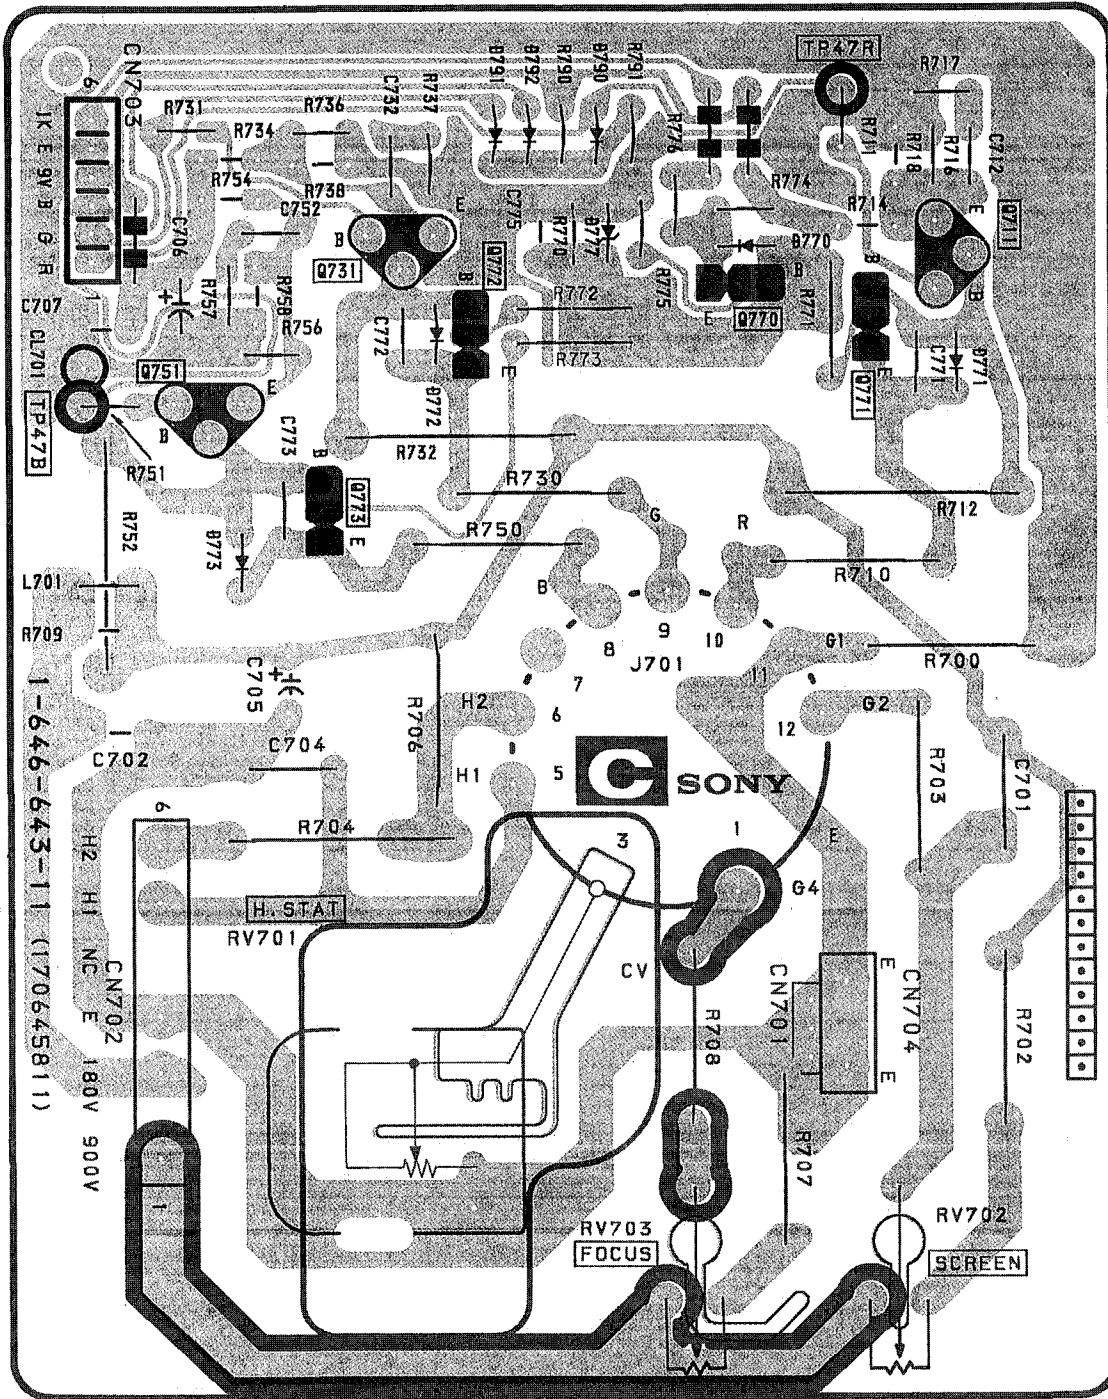 CN703
6
IK E 9V B G R
1
R731
R734
R736
R754
R738
C752
C706
C707
R757
R758
R756
C732
R737
D791
D792
R790
D790
R791
R776
TR47R
R717
R711
R718
R716
C712
R774
R714
C775
R770
D777
D770
R775
B
E
Q731
B
Q772
E
Q711
B
E
C772
D772
R772
R773
E
Q770
B
R771
B
Q771
E
C771
D771
CL701
TP47B
Q751
E
B
R751
R752
C773
B
Q773
E
D773
R732
R730
R750
G
R
B
R712
R710
L701
R709
8
9
10
J701
7
11
G1
R700
C705
+
R706
H2
6
12
G2
C702
C704
H1
5
C SONY
R703
C701
1-646-643-11 (170645811)
6
R704
3
1
E
G4
H2 H1 NC E 180V 900V
CN702
1
H.STAT
RV701
CV
R708
CN701
E
E
CN704
R702
R707
RV703
FOCUS
RV702
SCREEN